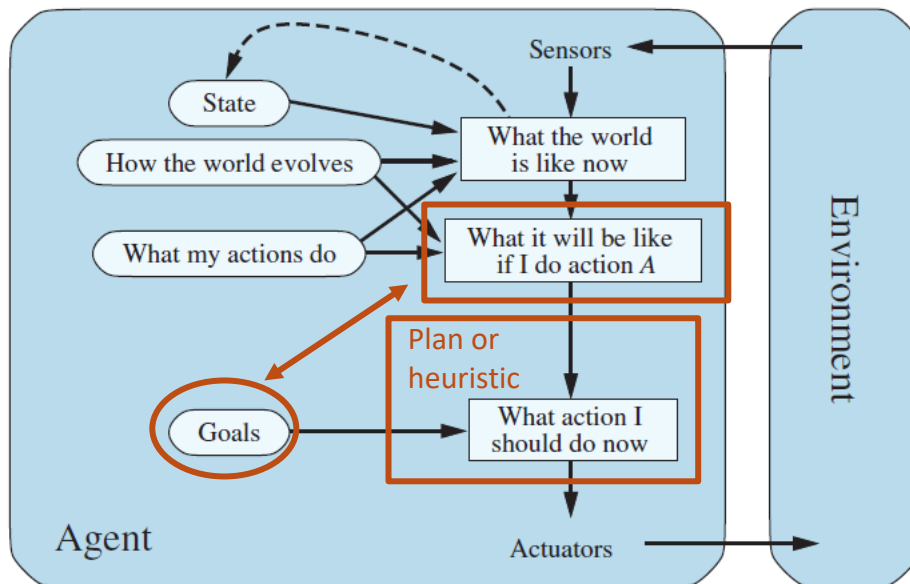 Sensors
State
What the world
is like now
How the world evolves
What it will be like
if I do action A
What my actions do
Plan or
heuristic
Goals
What action I
should do now
Agent
Actuators
Environment